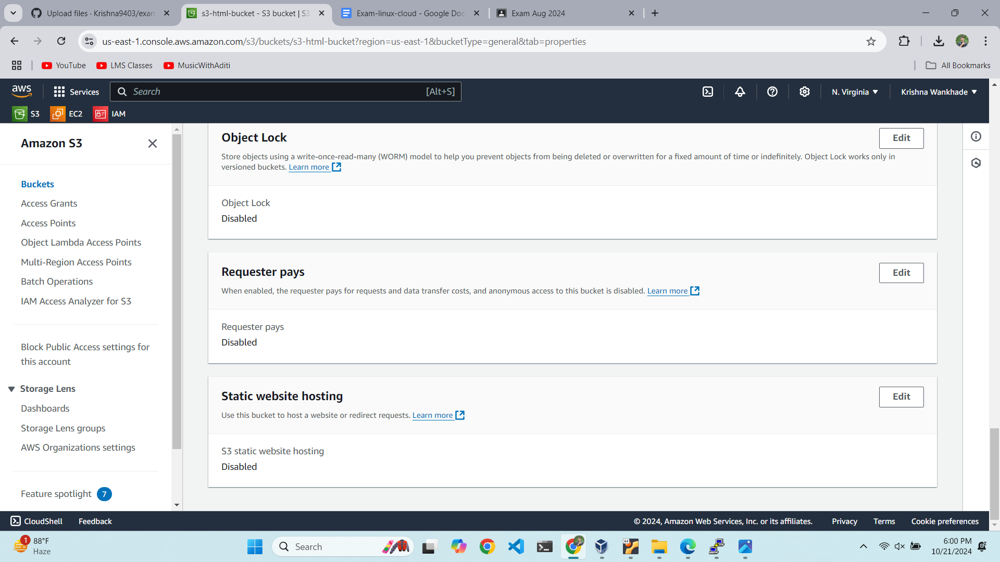 Upload files · Krishna9403/exam
s3-html-bucket - S3 bucket | S3
Exam-linux-cloud - Google Doc
Exam Aug 2024
us-east-1.console.aws.amazon.com/s3/buckets/s3-html-bucket?region=us-east-1&bucketType=general&tab=properties
YouTube
LMS Classes
MusicWithAditi
All Bookmarks
aws
Services
Search
[Alt+S]
N. Virginia
Krishna Wankhade
S3
EC2
IAM
Amazon S3
Buckets
Access Grants
Access Points
Object Lambda Access Points
Multi-Region Access Points
Batch Operations
IAM Access Analyzer for S3
Block Public Access settings for
this account
Storage Lens
Dashboards
Storage Lens groups
AWS Organizations settings
Feature spotlight 7
Object Lock
Edit
Store objects using a write-once-read-many (WORM) model to help you prevent objects from being deleted or overwritten for a fixed amount of time or indefinitely. Object Lock works only in
versioned buckets. Learn more
Object Lock
Disabled
Requester pays
Edit
When enabled, the requester pays for requests and data transfer costs, and anonymous access to this bucket is disabled. Learn more
Requester pays
Disabled
Static website hosting
Edit
Use this bucket to host a website or redirect requests. Learn more
S3 static website hosting
Disabled
CloudShell
Feedback
© 2024, Amazon Web Services, Inc. or its affiliates.
Privacy
Terms
Cookie preferences
1
88°F
Haze
Search
64
6:00 PM
10/21/2024